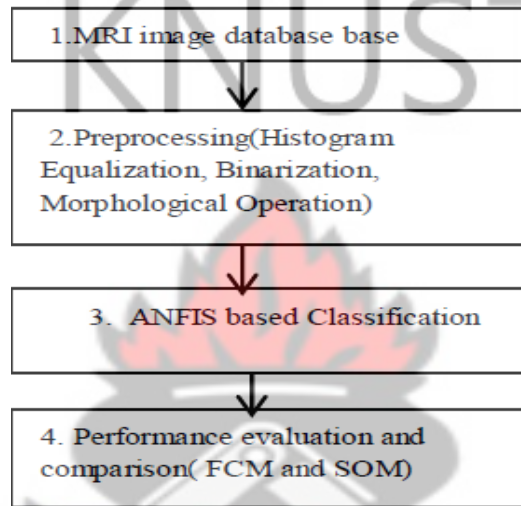 KNUST
1.MRI image database base
2.Preprocessing(Histogram
Equalization, Binarization,
Morphological Operation)
3. ANFIS based Classification
4. Performance evaluation and
comparison( FCM and SOM)